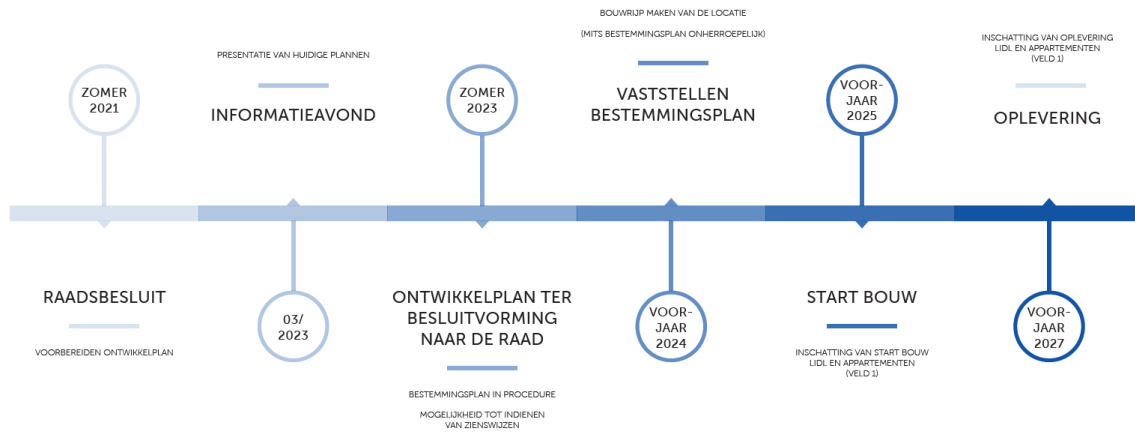 ZOMER
2021
RAADSBESLUIT
VOORBEREIDEN ONTWIKKELPLAN
PRESENTATIE VAN HUIDIGE PLANNEN
INFORMATIEAVOND
03/
2023
ZOMER
2023
ONTWIKKELPLAN TER
BESLUITVORMING
NAAR DE RAAD
BESTEMMINGSPLAN IN PROCEDURE
MOGELIJKHEID TOT INDIENEN
VAN ZIENSWIJZEN
BOUWRIJP MAKEN VAN DE LOCATIE
(MITS BESTEMMINGSPLAN ONHERROEPELIJK)
VASTSTELLEN
BESTEMMINGSPLAN
VOOR-
JAAR
2024
VOOR-
JAAR
2025
START BOUW
INSCHATTING VAN START BOUW
LIDL EN APPARTEMENTEN
(VELD 1)
INSCHATTING VAN OPLEVERING
LIDL EN APPARTEMENTEN
(VELD 1)
OPLEVERING
VOOR-
JAAR
2027